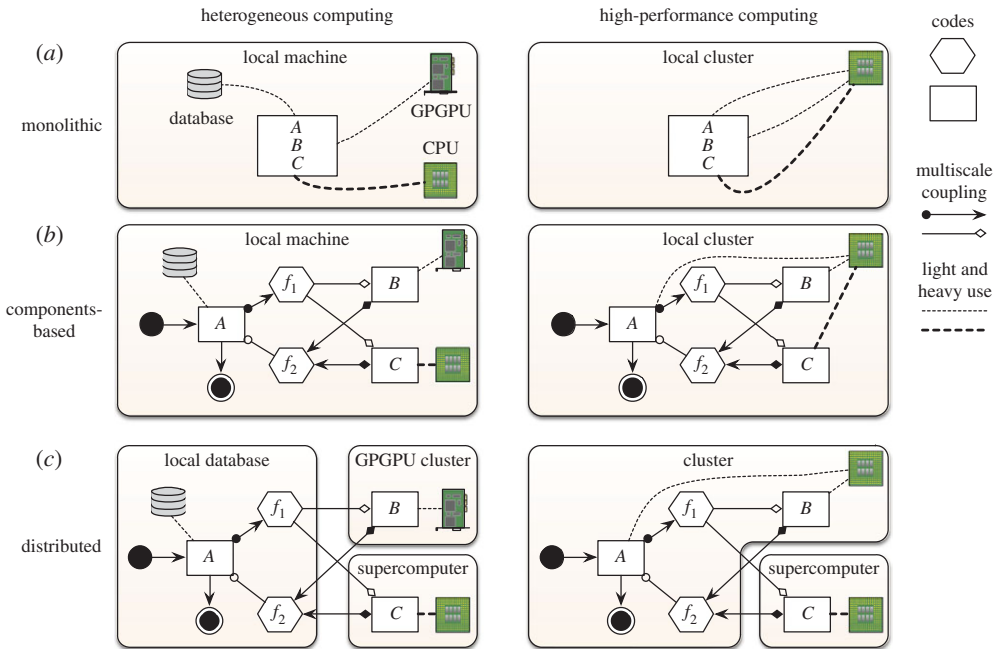 heterogeneous computing
high-performance computing
codes
(a)
monolithic
local machine
database
A
B
C
GPGPU
CPU
local cluster
A
B
C
multiscale
coupling
light and
heavy use
(b)
components-
based
local machine
f1
B
A
f2
C
local cluster
f1
B
A
f2
C
(c)
distributed
local database
GPGPU cluster
f1
B
A
supercomputer
f2
C
cluster
f1
B
A
supercomputer
f2
C